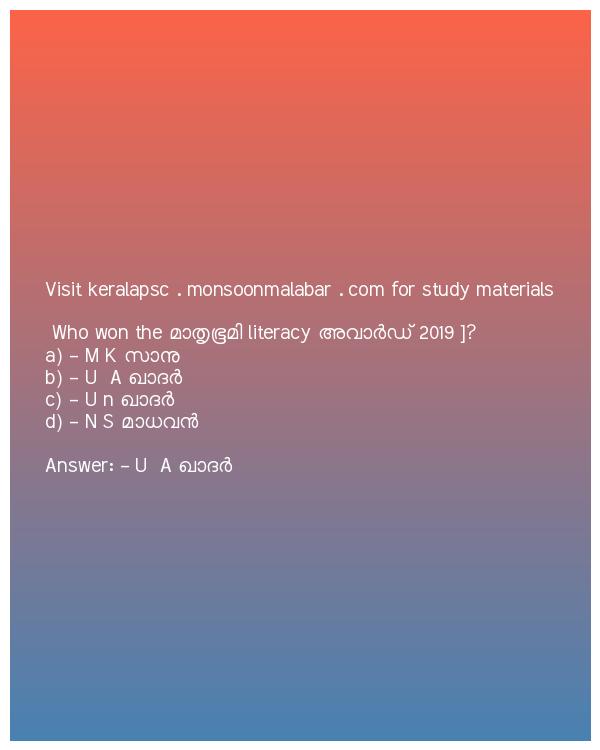 Visit keralapsc . monsoonmalabar . com for study materials
Who won the മാതൃഭൂമി literacy അവാർഡ് 2019 ]?
a) - M K സാനു
b) - U A ഖാദർ
c) - U n ഖാദർ
d) - N S മാധവൻ
Answer: - U A ഖാദർ